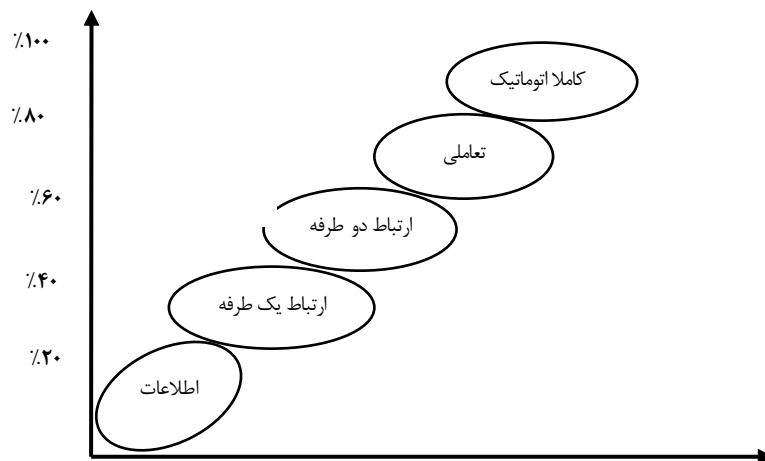 ٪۱۰۰
کاملا اتوماتیک
٪۸۰
تعاملی
٪۶۰
ارتباط دو طرفه
٪۴۰
ارتباط یک طرفه
٪۲۰
اطلاعات